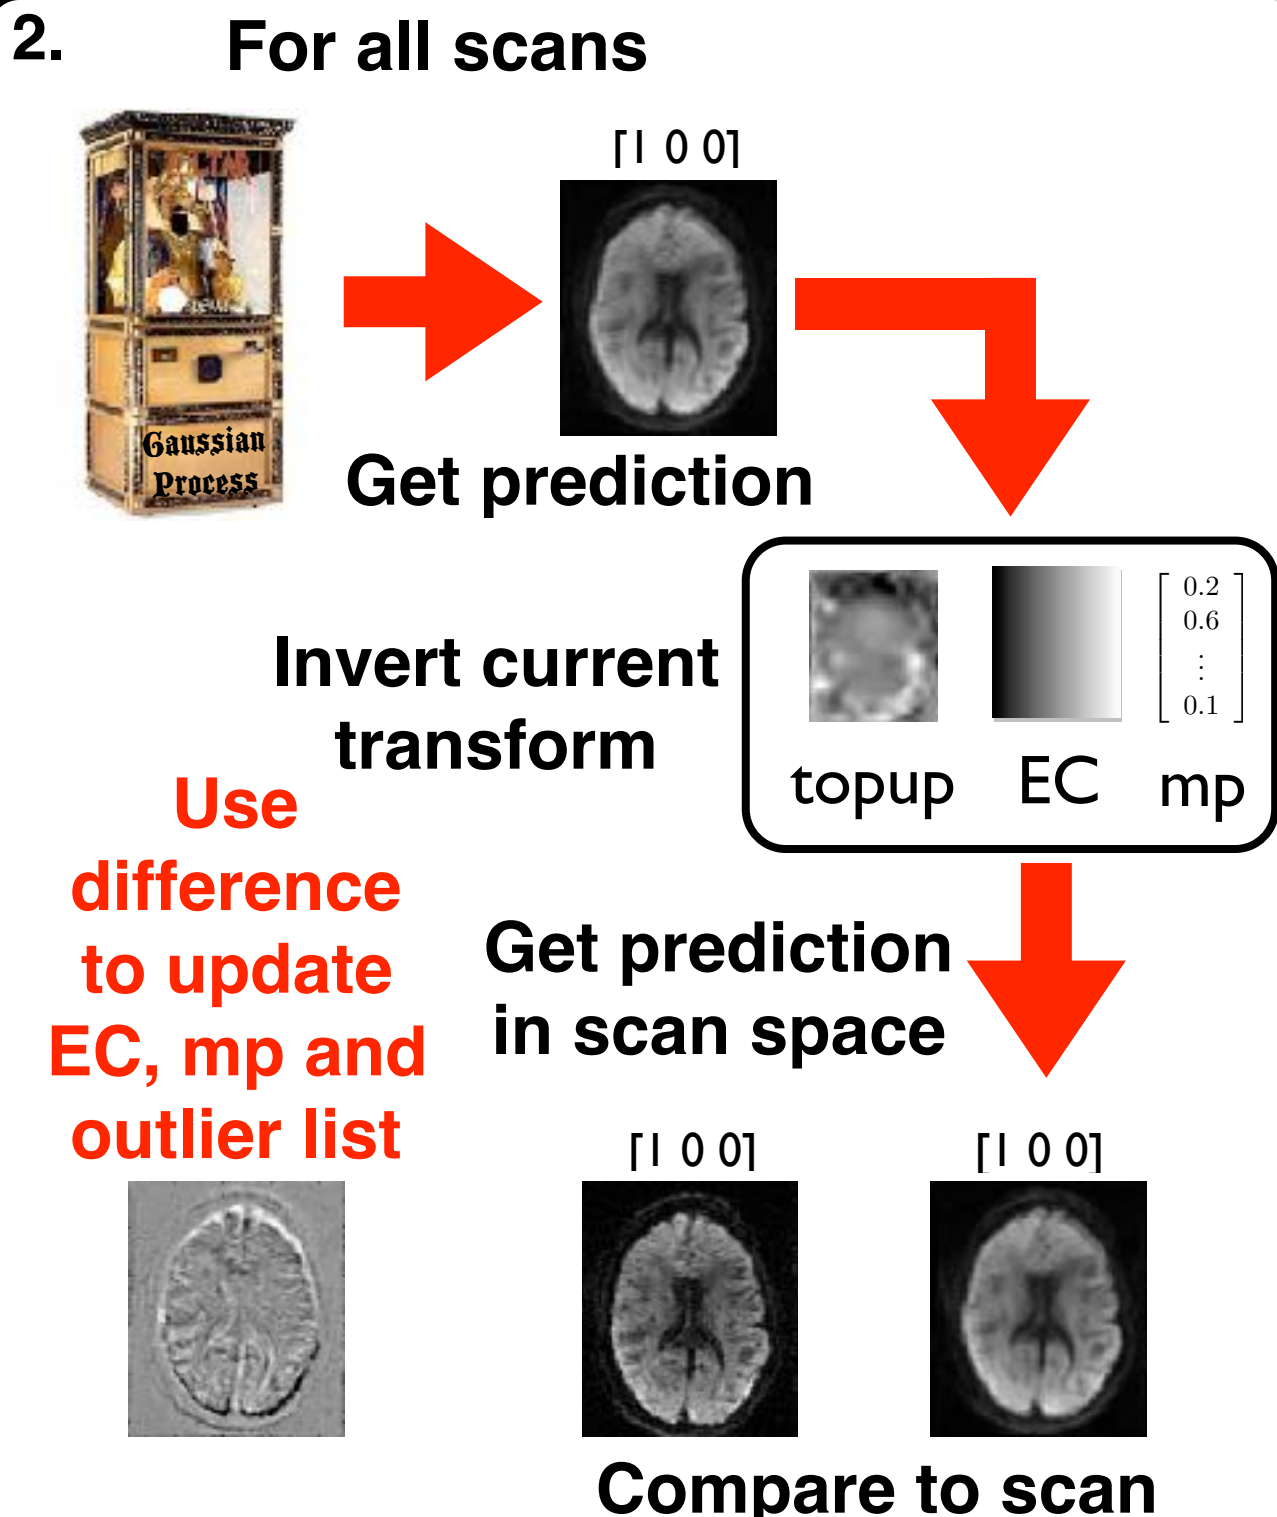 2.
For all scans
[1 0 0]
Gaussian
Process
Get prediction
0.2
0.6
⋮
0.1
Invert current
transform
topup
EC
mp
Use
difference
to update
EC, mp and
outlier list
Get prediction
in scan space
[1 0 0]
[1 0 0]
Compare to scan